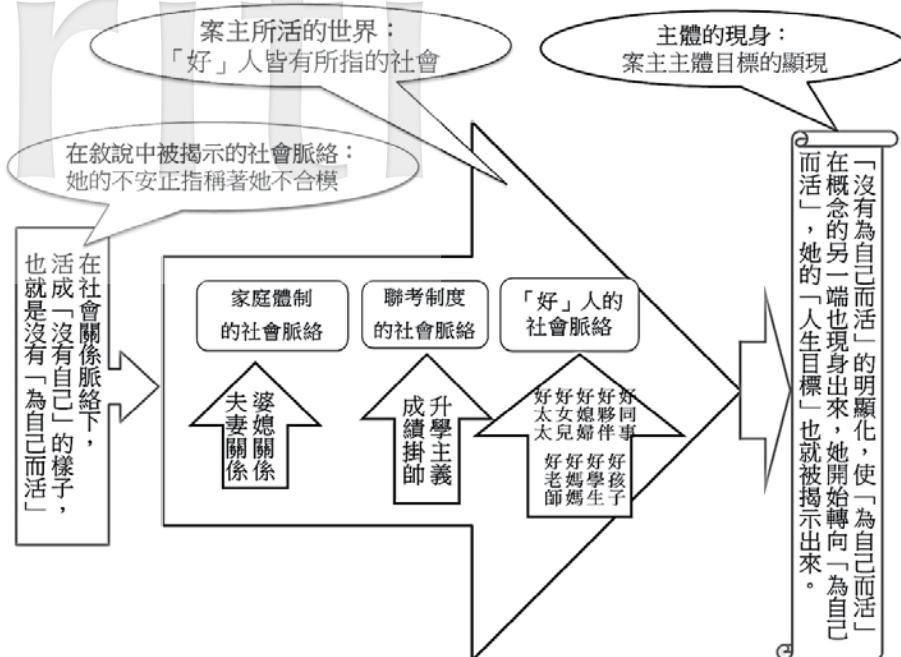 案主所活的世界：
「好」人皆有所指的社會
主體的現身：
案主主體目標的顯現
在敘說中被揭示的社會脈絡：
她的不安正指稱著她不合模
在社會關係脈絡下，
活成「沒有自己」的樣子，
也就是沒有「為自己而活」
家庭體制
的社會脈絡
婆媳關係
夫妻關係
聯考制度
的社會脈絡
升學主義
成績掛帥
「好」人的
社會脈絡
好同事
好夥伴
好媳婦
好女兒
好太太
好孩子
好學生
好媽媽
好老師
「沒有為自己而活」的明顯化，使「為自己而活」
在概念的另一端也現身出來，她開始轉向「為自己
而活」，她的「人生目標」也就被揭示出來。
riti